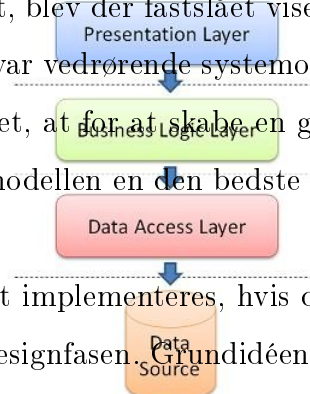 t, blev der fastslået vise
Presentation Layer
var vedrørende systemo
et, at for at skabe en g
Business Logic Layer
modellen en den bedste
Data Access Layer
t implementeres, hvis
Data
esignfasen. Grundidéen
Source